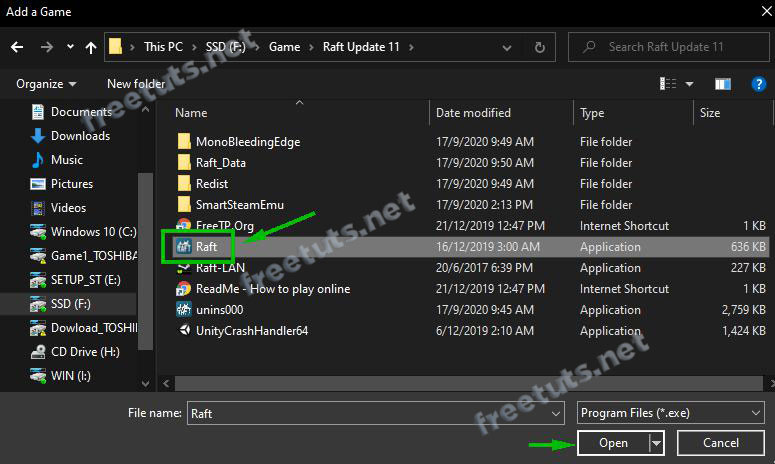 Add a Game
This PC > SSD (F:) > Game > Raft Update 11
Search Raft Update 11
Organize
New folder
Name
Date modified
Type
Size
Documents
Downloads
Music
Pictures
Videos
Windows 10 (C:)
Game1_TOSHIBA
SETUP_ST (E:)
SSD (F:)
Dowload_TOSHI
CD Drive (H:)
WIN (I:)
MonoBleedingEdge 17/9/2020 9:49 AM File folder
Raft_Data 17/9/2020 9:50 AM File folder
Redist 17/9/2020 9:49 AM File folder
SmartSteamEmu 17/9/2020 2:13 PM File folder
FreeTP.Org 21/12/2019 12:47 PM Internet Shortcut 1 KB
Raft 16/12/2019 3:00 AM Application 636 KB
Raft-LAN 20/6/2017 6:39 PM Application 227 KB
ReadMe - How to play online 21/12/2019 12:47 PM Internet Shortcut 1 KB
unins000 17/9/2020 9:45 AM Application 2,759 KB
UnityCrashHandler64 6/12/2019 2:10 AM Application 1,424 KB
File name: Raft
Program Files (*.exe)
Open
Cancel
freetuts.net
freetuts.net
freetuts.net